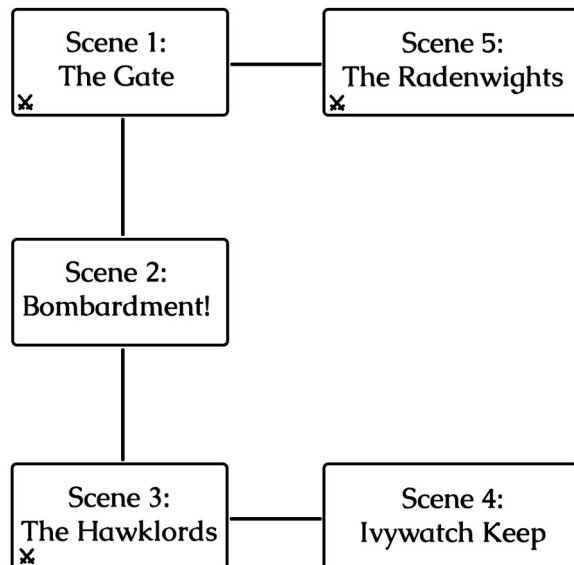 Scene 1:
The Gate
Scene 5:
The Radenwights
Scene 2:
Bombardment!
Scene 3:
The Hawklords
Scene 4:
Ivywatch Keep